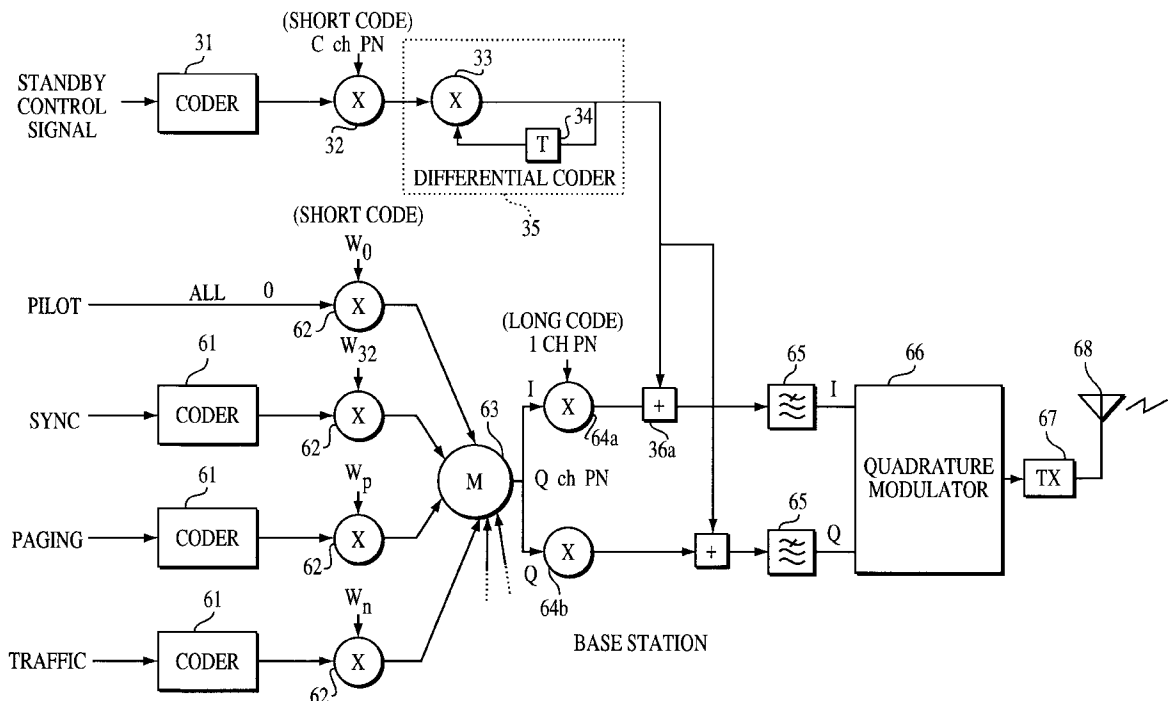 (SHORT CODE)
C ch PN
31
33
STANDBY
CONTROL
SIGNAL
CODER
X
X
32
34
T
DIFFERENTIAL CODER
35
(SHORT CODE)
W0
PILOT
ALL 0
X
62
W32
61
SYNC
CODER
X
62
63
M
(LONG CODE)
1 CH PN
I
X
64a
+
36a
65
I
66
68
67
TX
QUADRATURE
MODULATOR
Q ch PN
Wp
61
PAGING
CODER
X
62
Q
X
64b
+
65
Q
BASE STATION
Wn
61
TRAFFIC
CODER
X
62